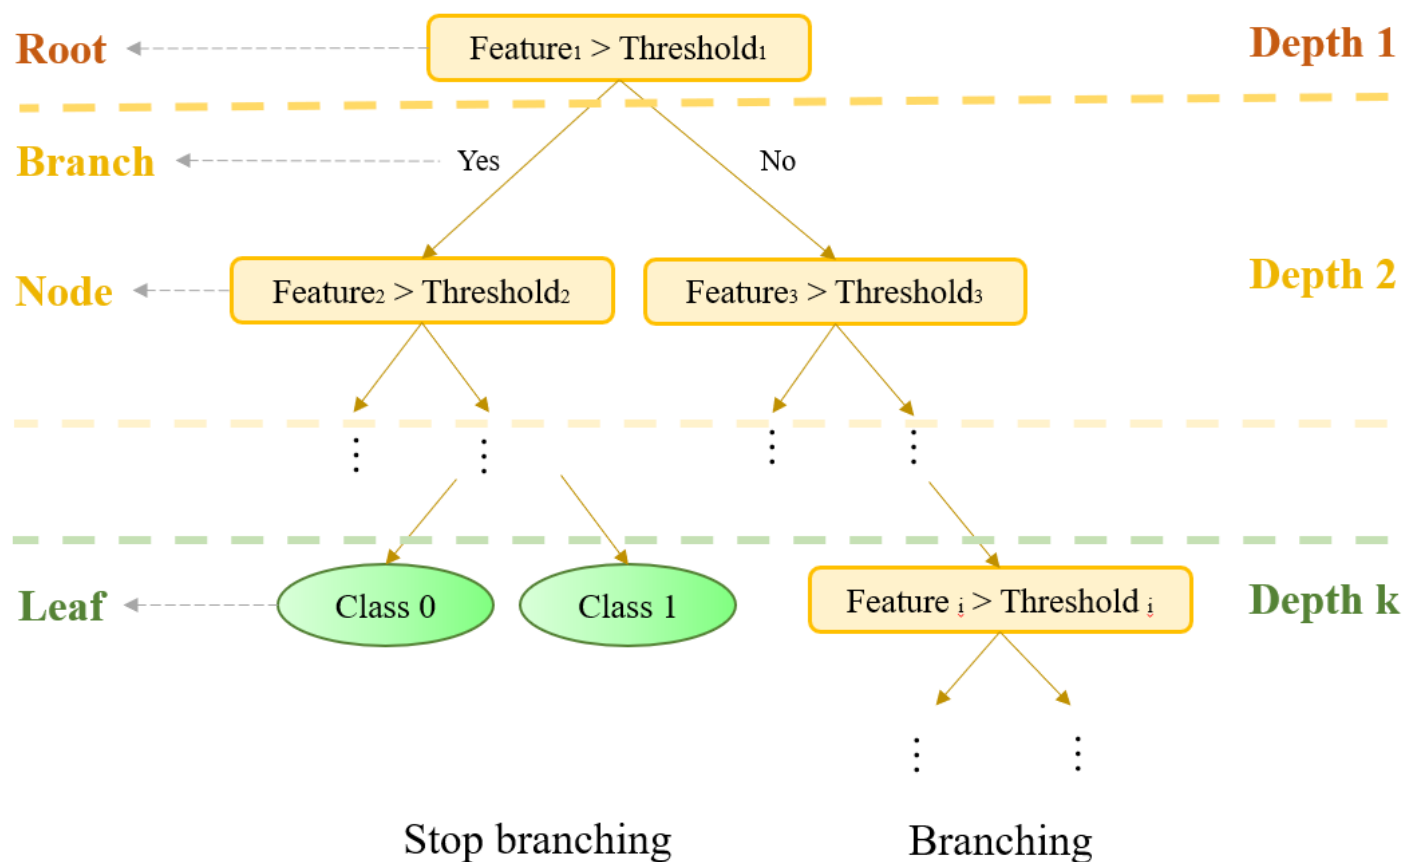 Root
Feature₁ > Threshold₁
Depth 1
Branch
Yes
No
Node
Feature₂ > Threshold₂
Feature₃ > Threshold₃
Depth 2
Leaf
Class 0
Class 1
Feature ᵢ > Threshold ᵢ
Depth k
Stop branching
Branching